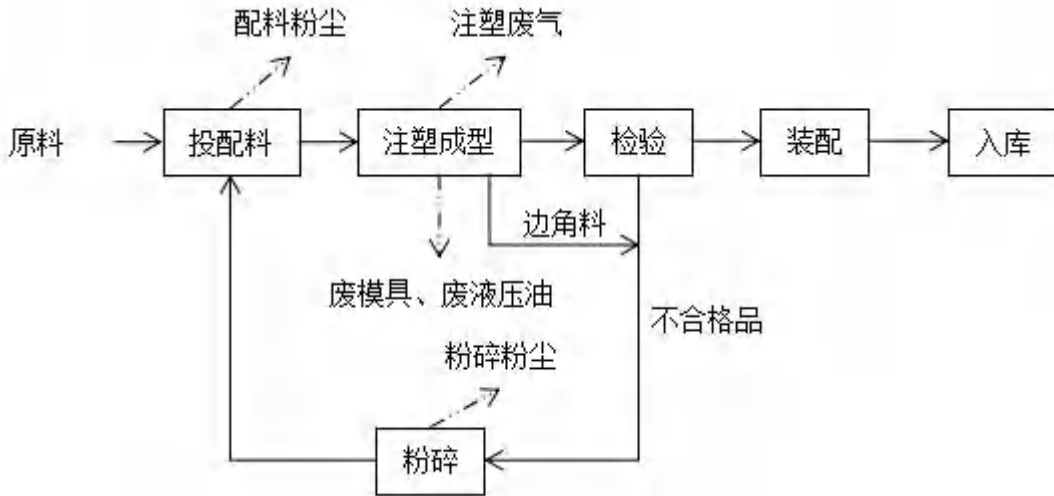 配料粉尘
注塑废气
原料
投配料
注塑成型
检验
装配
入库
边角料
废模具、废液压油
不合格品
粉碎粉尘
粉碎